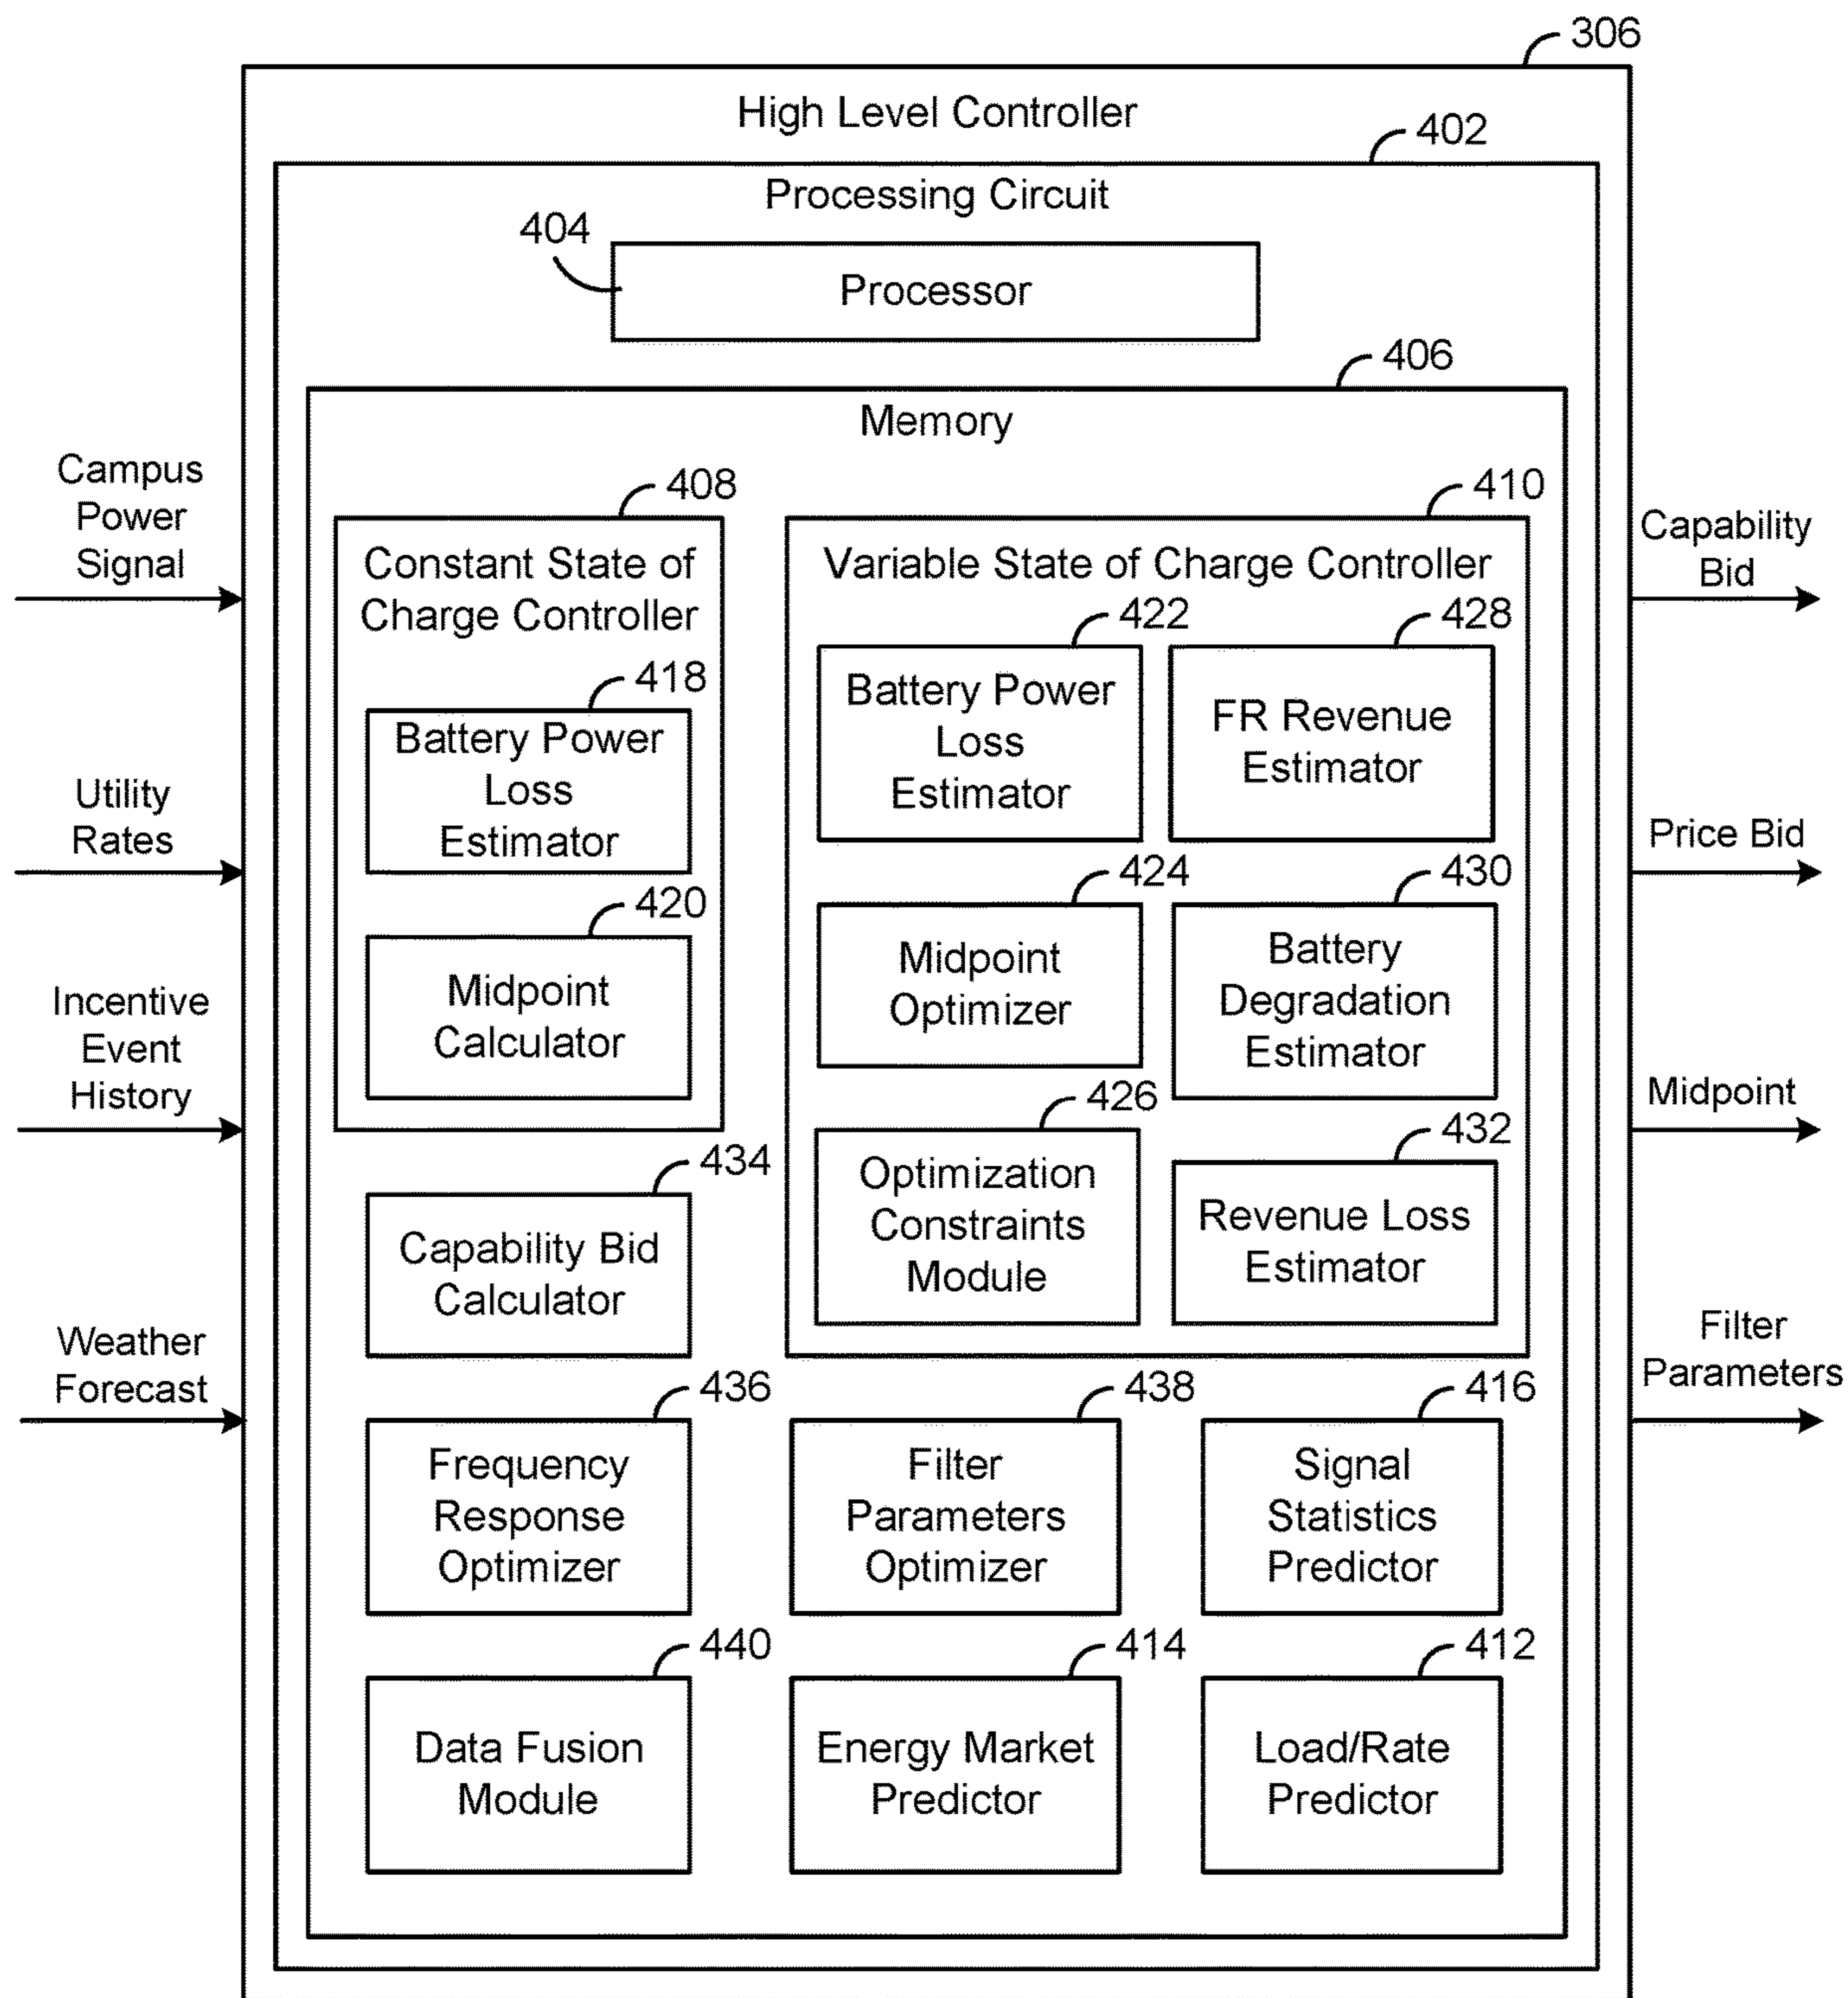 306
High Level Controller
402
Processing Circuit
404
Processor
406
Memory
Campus
Power
Signal
Utility
Rates
Incentive
Event
History
Weather
Forecast
408
Constant State of
Charge Controller
418
Battery Power
Loss
Estimator
420
Midpoint
Calculator
410
Variable State of Charge Controller
422
Battery Power
Loss
Estimator
428
FR Revenue
Estimator
424
Midpoint
Optimizer
430
Battery
Degradation
Estimator
426
Optimization
Constraints
Module
432
Revenue Loss
Estimator
434
Capability Bid
Calculator
436
Frequency
Response
Optimizer
438
Filter
Parameters
Optimizer
416
Signal
Statistics
Predictor
440
Data Fusion
Module
414
Energy Market
Predictor
412
Load/Rate
Predictor
Capability
Bid
Price Bid
Midpoint
Filter
Parameters